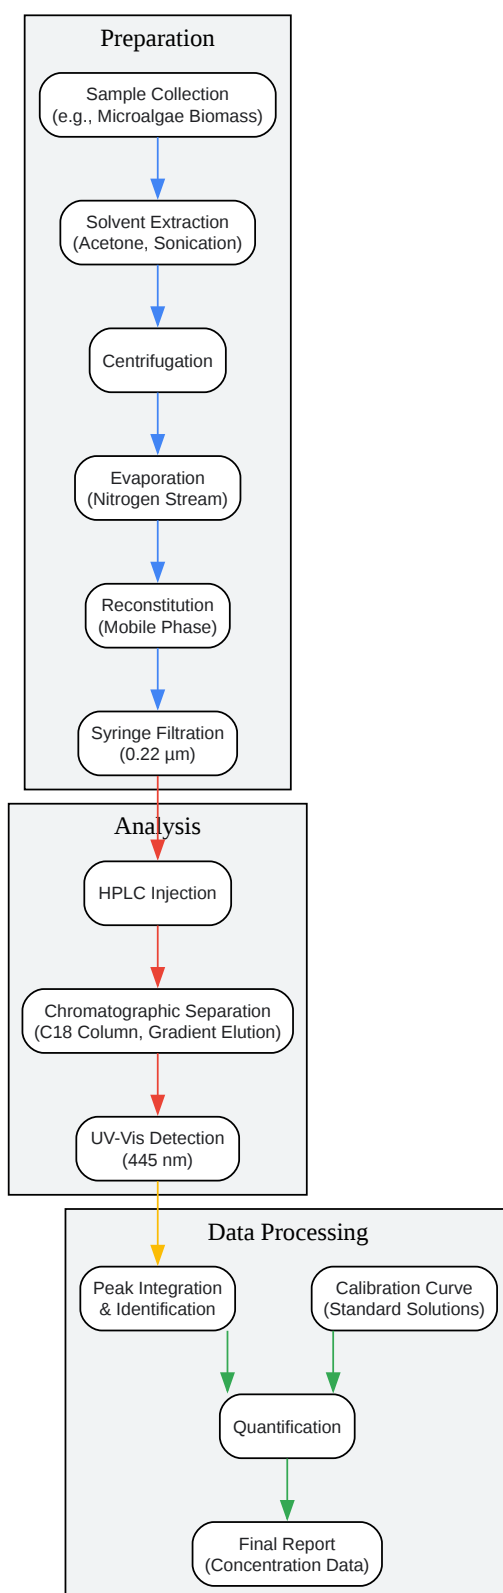 Preparation
Sample Collection
(e.g., Microalgae Biomass)
Solvent Extraction
(Acetone, Sonication)
Centrifugation
Evaporation
(Nitrogen Stream)
Reconstitution
(Mobile Phase)
Syringe Filtration
(0.22 µm)
Analysis
HPLC Injection
Chromatographic Separation
(C18 Column, Gradient Elution)
UV-Vis Detection
(445 nm)
Data Processing
Peak Integration
& Identification
Calibration Curve
(Standard Solutions)
Quantification
Final Report
(Concentration Data)